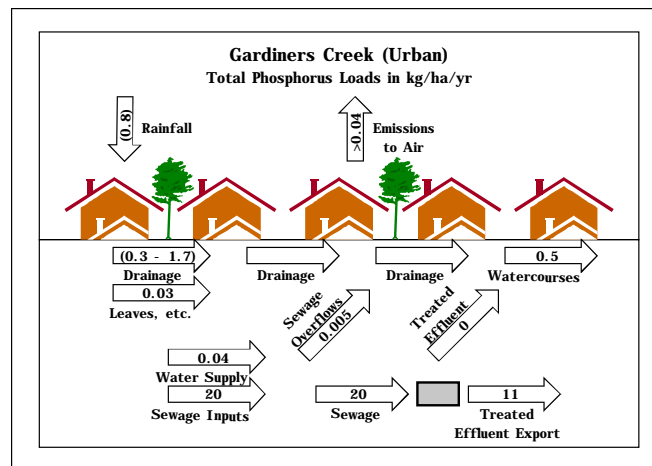 Gardiners Creek (Urban)
Total Phosphorus Loads in kg/ha/yr
(0.8)
Rainfall
>0.04
Emissions
to Air
(0.3 - 1.7)
Drainage
0.03
Leaves, etc.
Drainage
Drainage
0.5
Watercourses
Sewage
Overflows
0.005
Treated
Effluent
0
0.04
Water Supply
20
Sewage Inputs
20
Sewage
11
Treated
Effluent Export